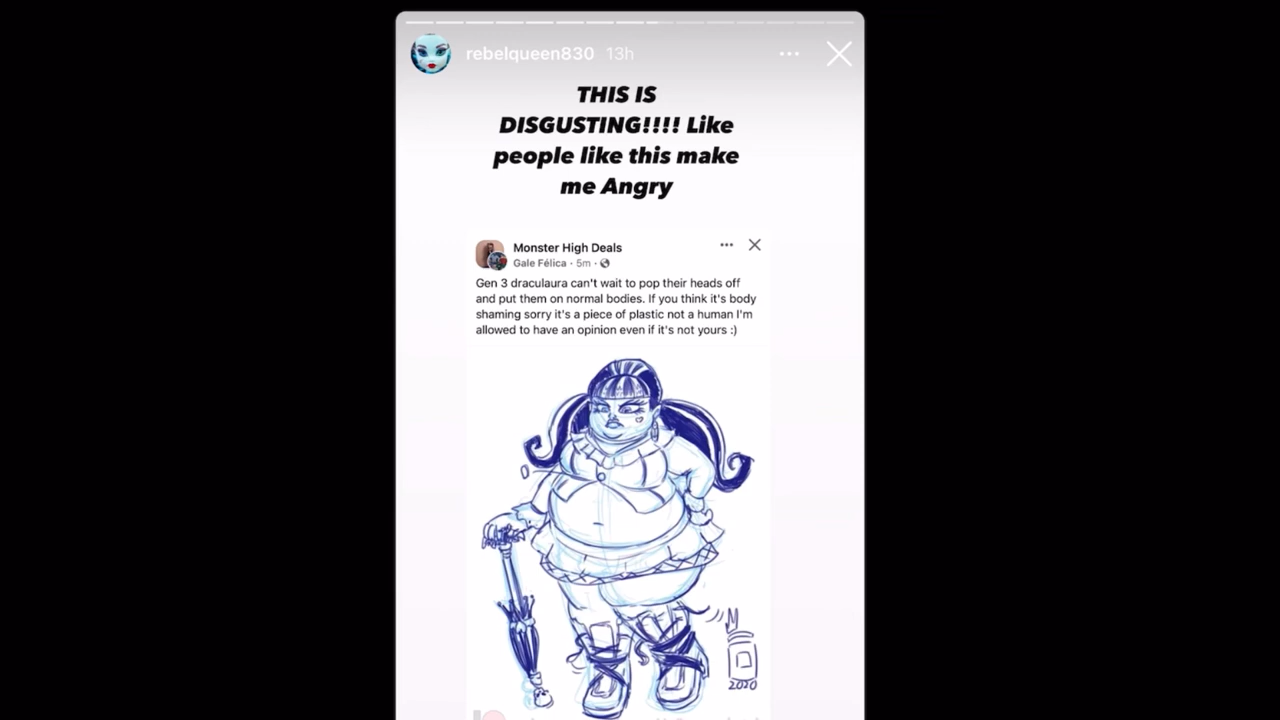 rebelqueen830 13h
THIS IS
DISGUSTING!!!! Like
people like this make
me Angry
Monster High Deals
Gale Félica · 5m ·
Gen 3 draculaura can't wait to pop their heads off
and put them on normal bodies. If you think it's body
shaming sorry it's a piece of plastic not a human I'm
allowed to have an opinion even if it's not yours :)
M
2020